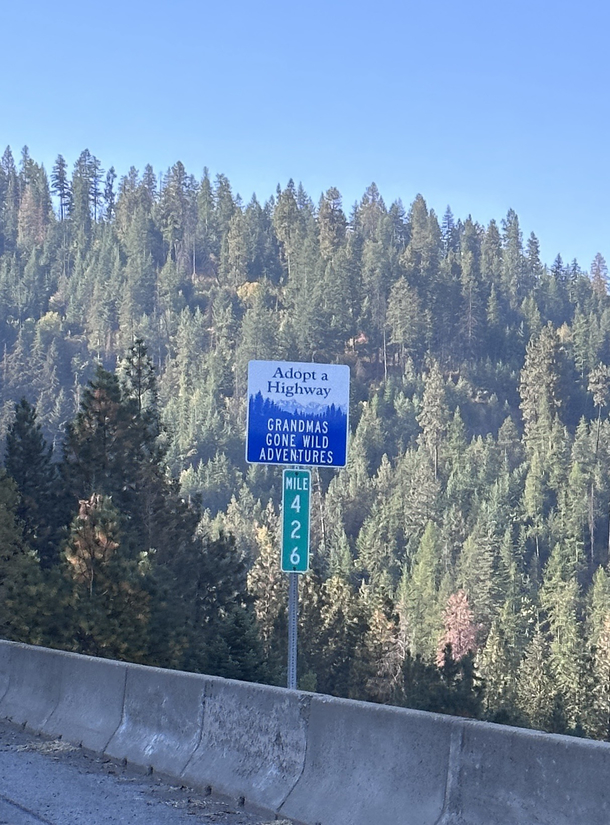 Adopt a
Highway
GRANDMAS
GONE WILD
ADVENTURES
MILE
4
2
6